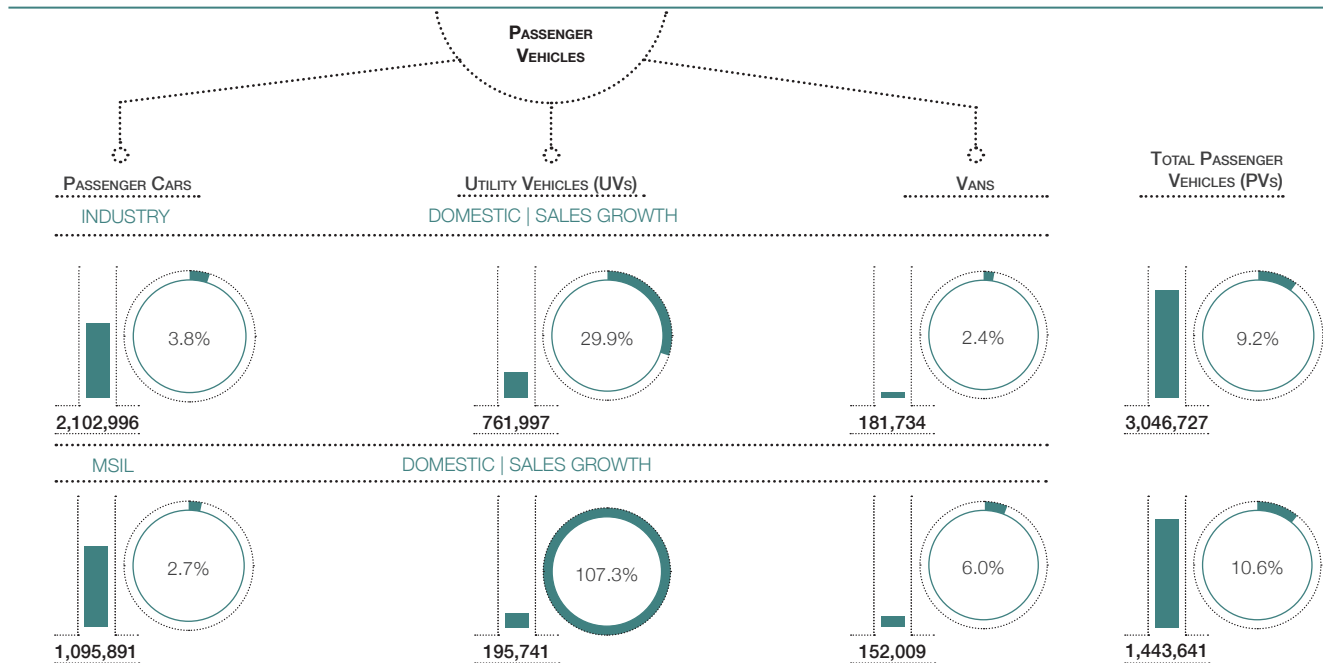 PASSENGER
VEHICLES
TOTAL PASSENGER
VEHICLES (PVS)
PASSENGER CARS
UTILITY VEHICLES (UVS)
VANS
INDUSTRY
DOMESTIC | SALES GROWTH
3.8%
29.9%
2.4%
9.2%
2,102,996
761,997
181,734
3,046,727
MSIL
DOMESTIC | SALES GROWTH
2.7%
107.3%
6.0%
10.6%
1,095,891
195,741
152,009
1,443,641